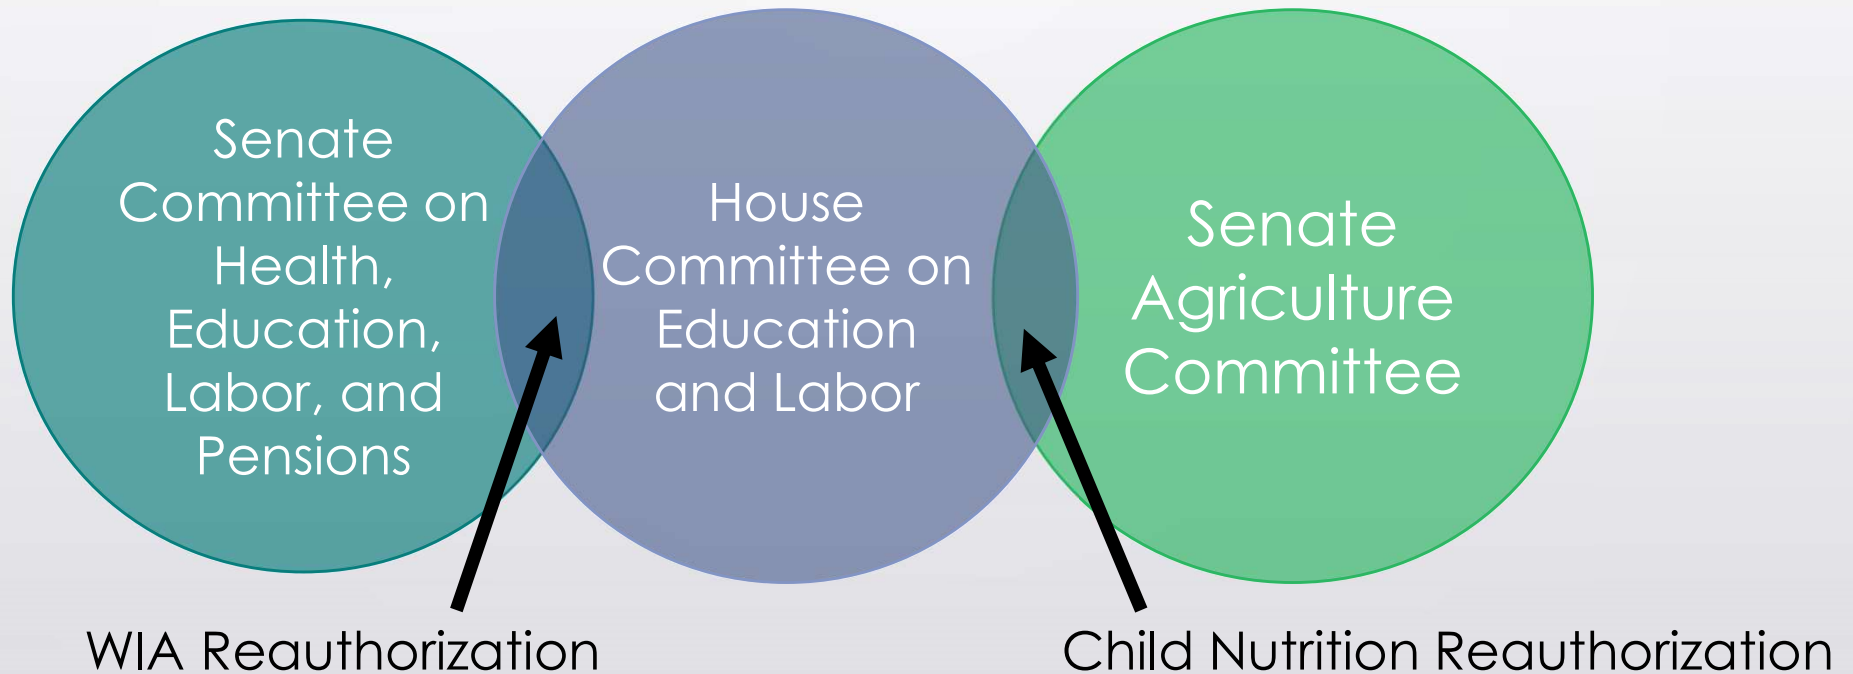 Senate
Committee on
Health,
Education,
Labor, and
Pensions
House
Committee on
Education
and Labor
Senate
Agriculture
Committee
WIA Reauthorization
Child Nutrition Reauthorization